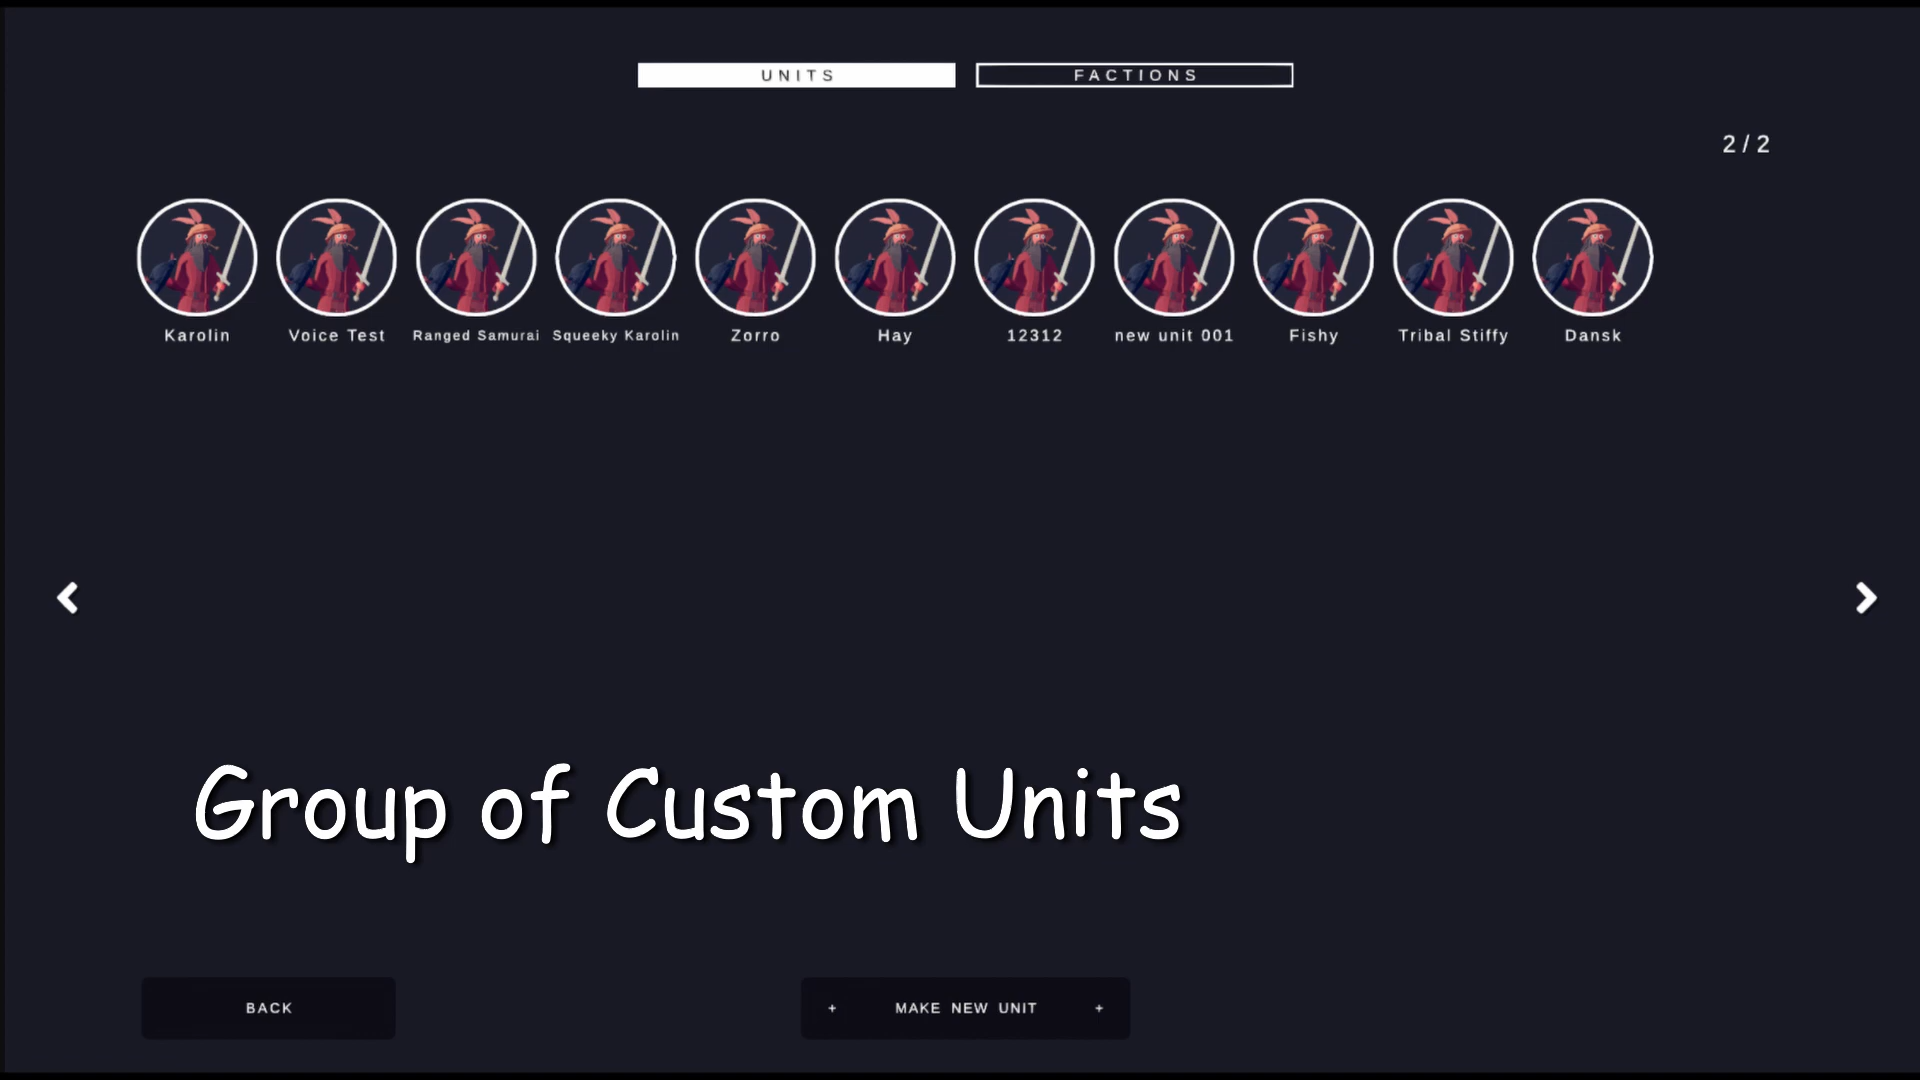 UNITS FACTIONS
2/2
Karolin Voice Test Ranged Samurai Squeeky Karolin Zorro Hay 12312 new unit 001 Fishy Tribal Stiffy Dansk
Group of Custom Units
BACK + MAKE NEW UNIT +